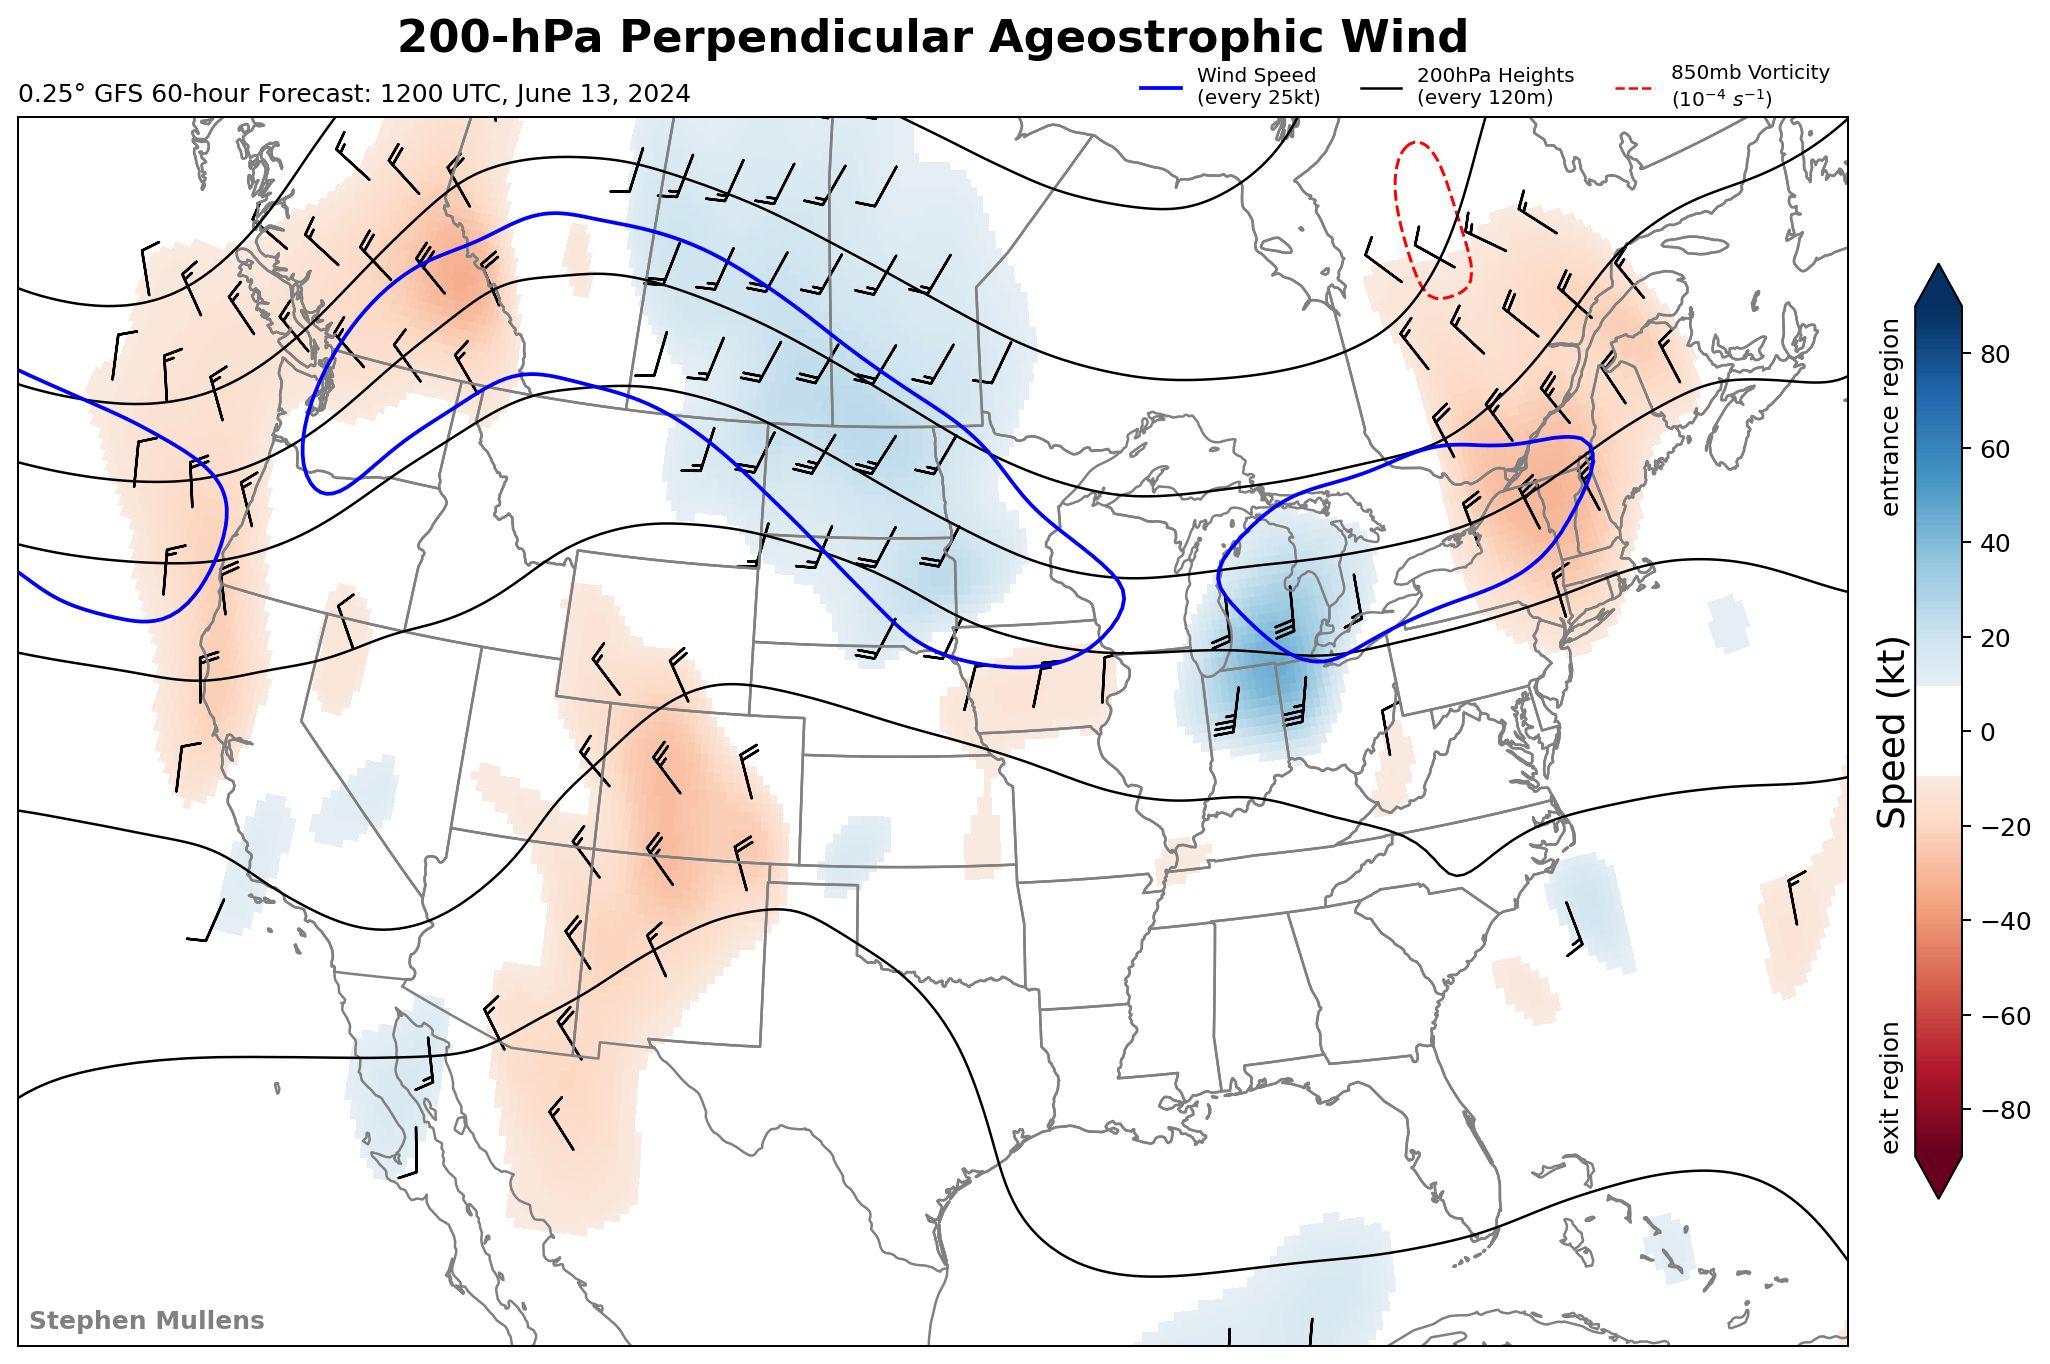 200-hPa Perpendicular Ageostrophic Wind
0.25° GFS 60-hour Forecast: 1200 UTC, June 13, 2024
Wind Speed
(every 25kt)
200hPa Heights
(every 120m)
850mb Vorticity
(10⁻⁴ s⁻¹)
entrance region
Speed (kt)
exit region
80
60
40
20
0
−20
−40
−60
−80
Stephen Mullens